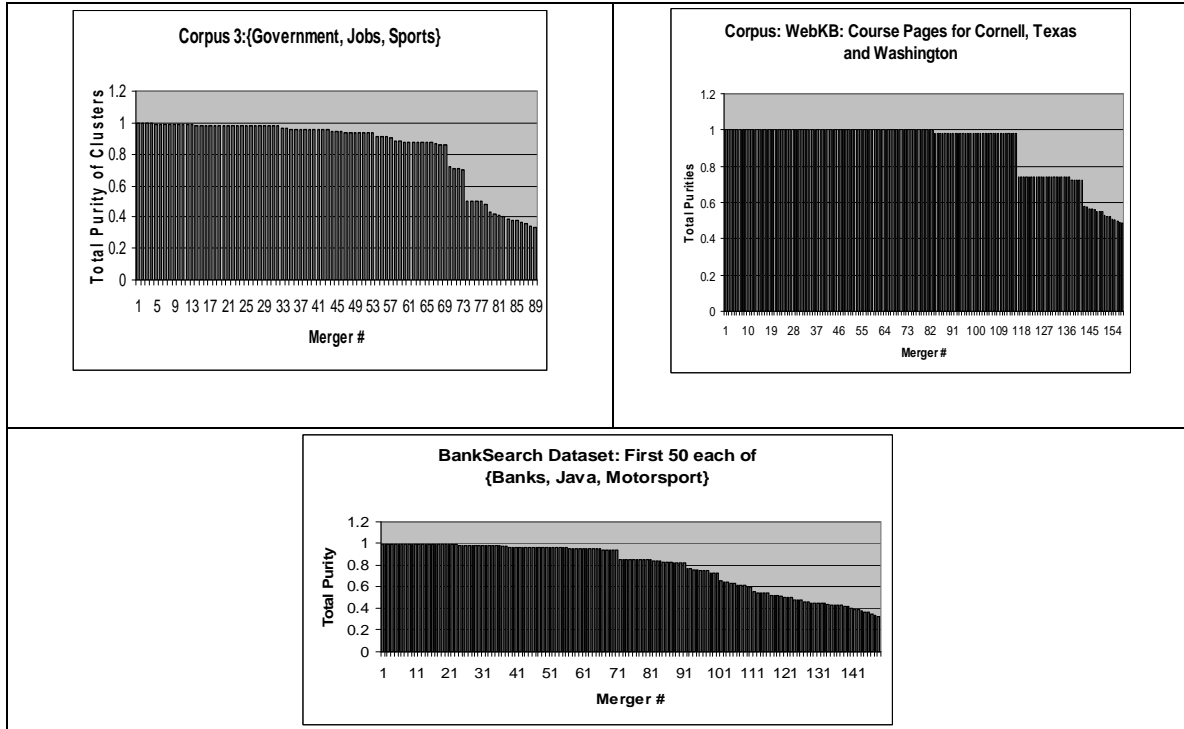 Corpus 3:{Government, Jobs, Sports}
Total Purity of Clusters
1.2
1
0.8
0.6
0.4
0.2
0
1 5 9 13 17 21 25 29 33 37 41 45 49 53 57 61 65 69 73 77 81 85 89
Merger #
Corpus: WebKB: Course Pages for Cornell, Texas
and Washington
Total Purities
1.2
1
0.8
0.6
0.4
0.2
0
1 10 19 28 37 46 55 64 73 82 91 100 109 118 127 136 145 154
Merger #
BankSearch Dataset: First 50 each of
{Banks, Java, Motorsport}
Total Purity
1.2
1
0.8
0.6
0.4
0.2
0
1 11 21 31 41 51 61 71 81 91 101 111 121 131 141
Merger #